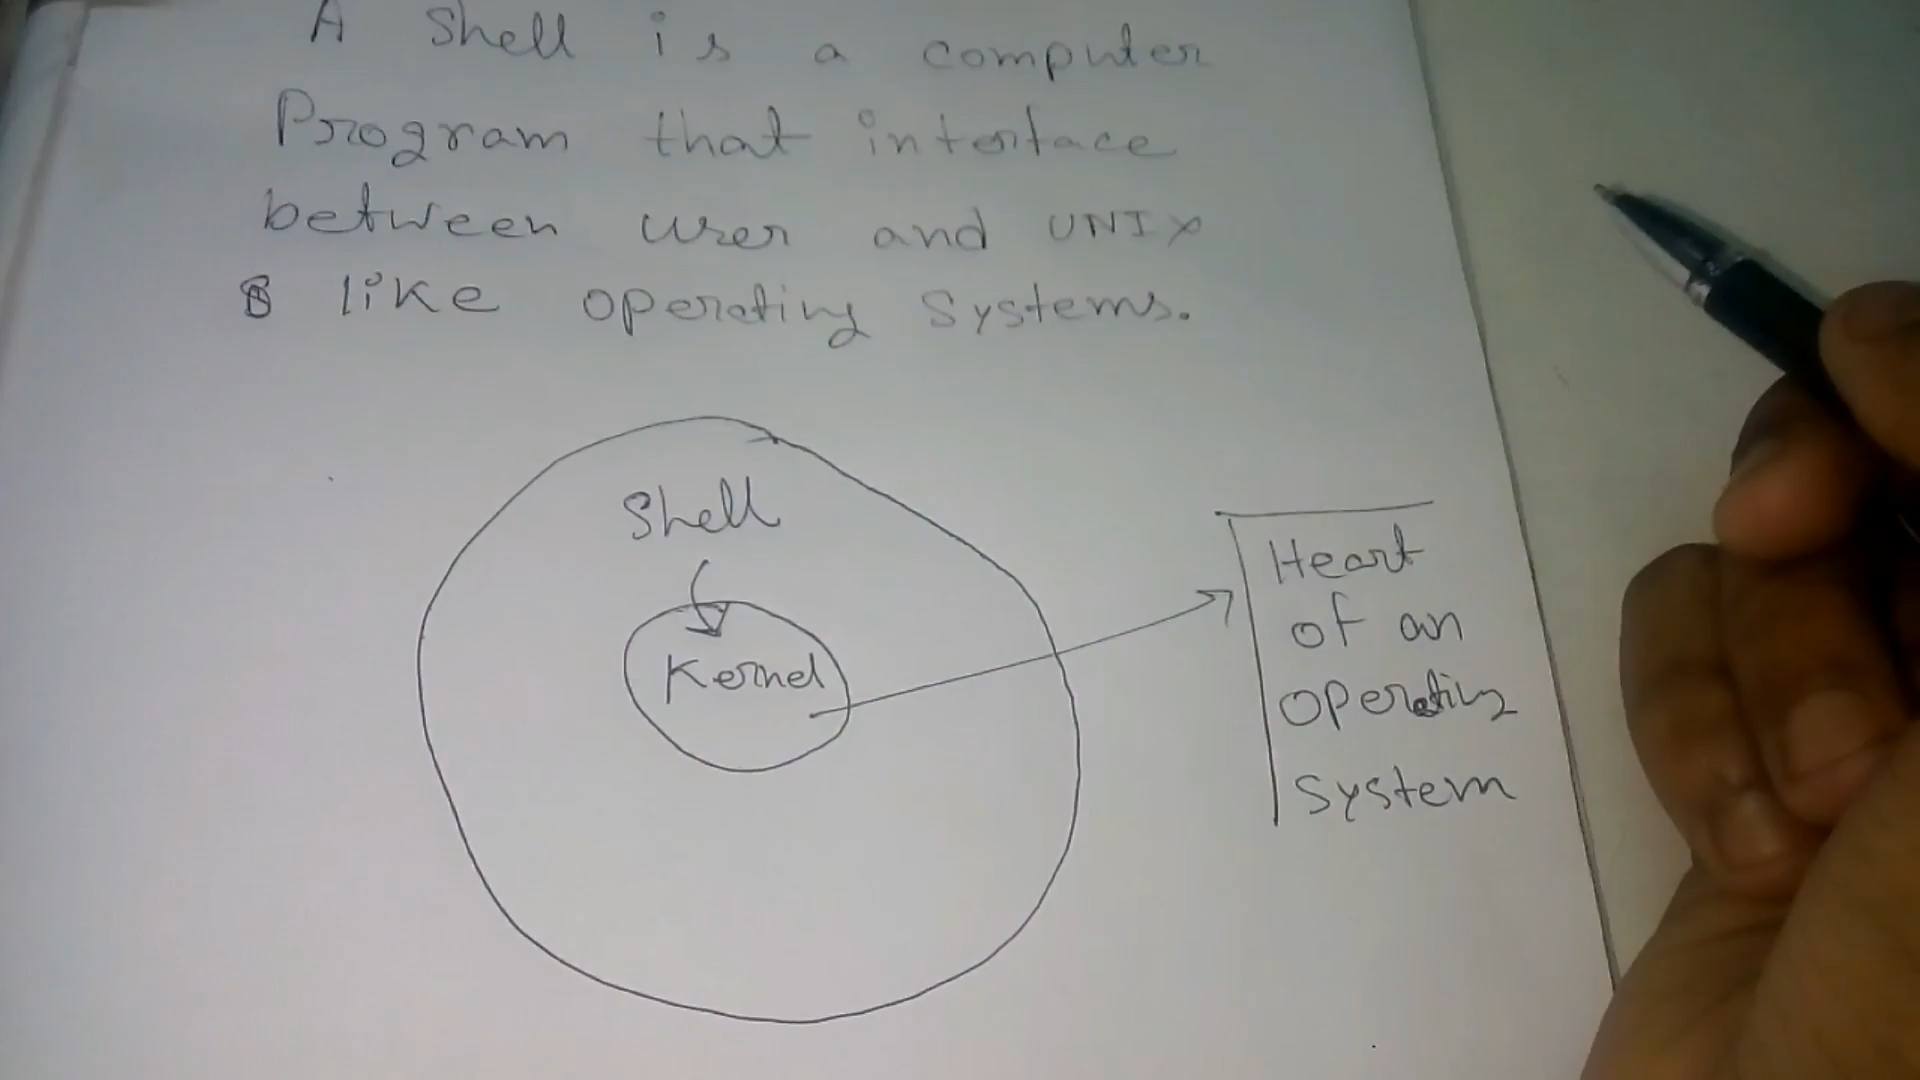 A Shell is a computer
Program that interface
between user and UNIX
like operating systems.
Shell
Kernel
Heart
of an
operating
system